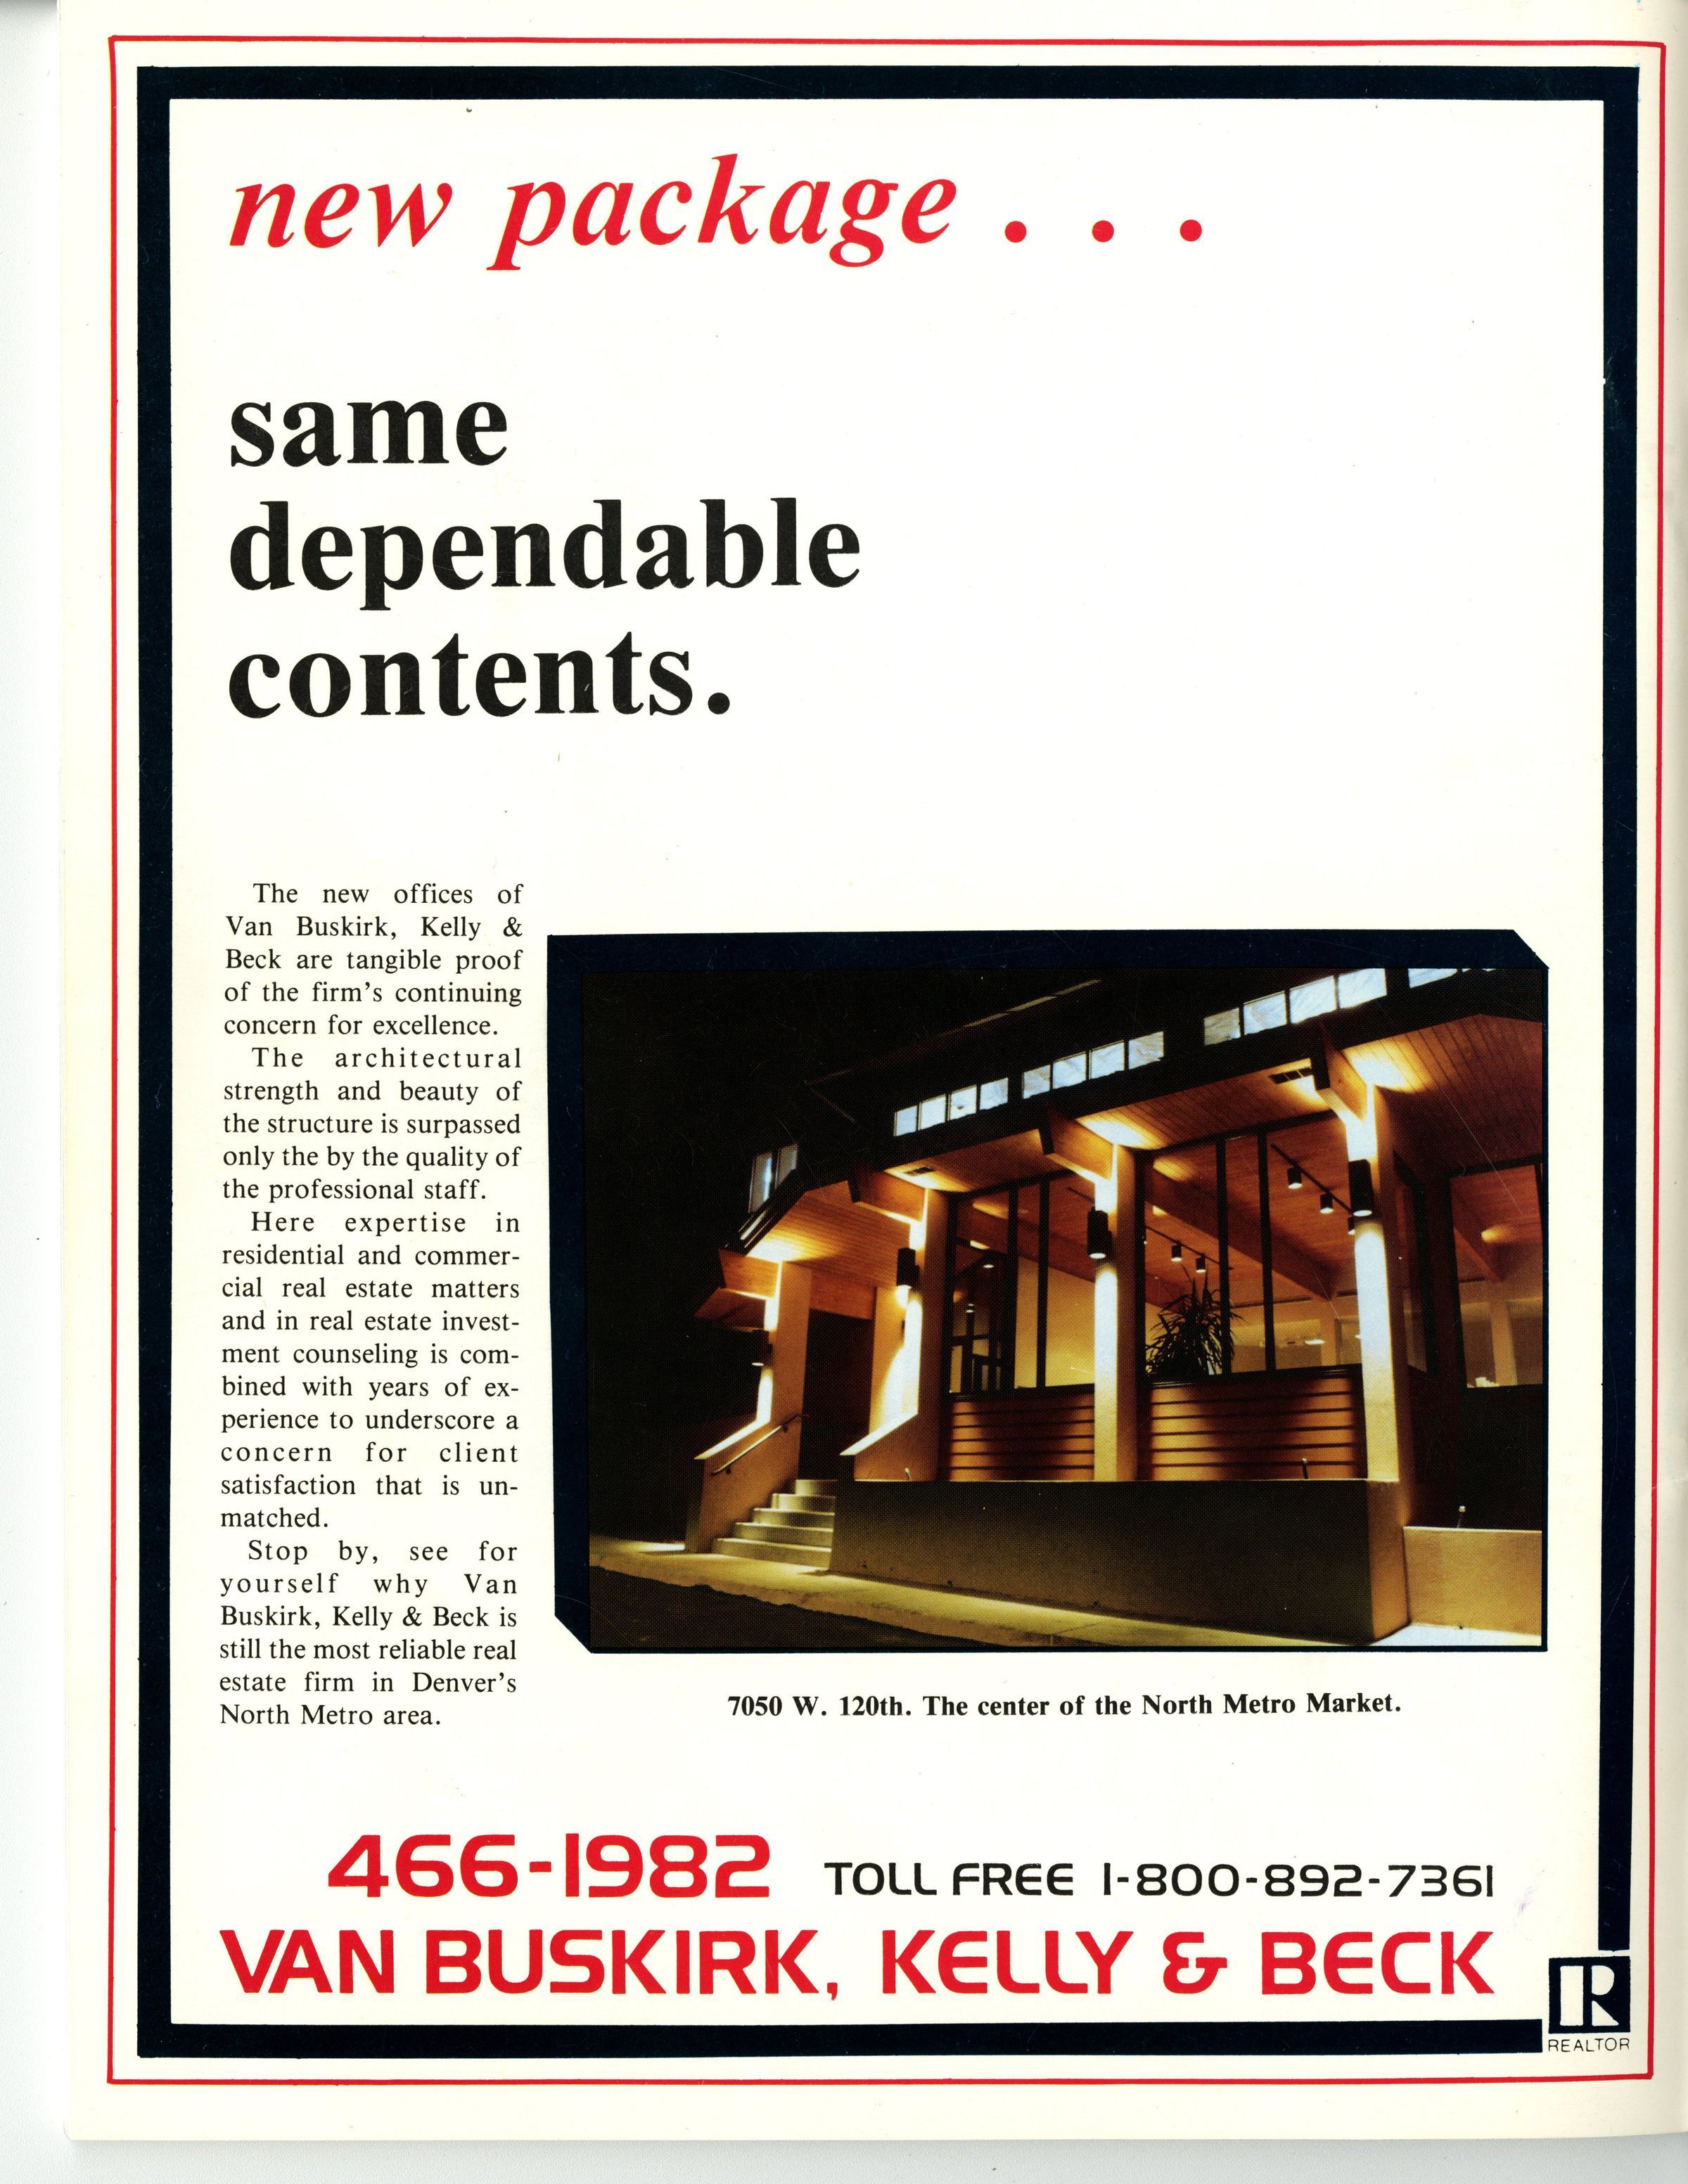 new package . . .
same
dependable
contents.
The new offices of
Van Buskirk, Kelly &
Beck are tangible proof
of the firm's continuing
concern for excellence.
The architectural
strength and beauty of
the structure is surpassed
only the by the quality of
the professional staff.
Here expertise in
residential and commer-
cial real estate matters
and in real estate invest-
ment counseling is com-
bined with years of ex-
perience to underscore a
concern for client
satisfaction that is un-
matched.
Stop by, see for
yourself why Van
Buskirk, Kelly & Beck is
still the most reliable real
estate firm in Denver's
North Metro area.
7050 W. 120th. The center of the North Metro Market.
466-1982 TOLL FREE 1-800-892-7361
VAN BUSKIRK, KELLY & BECK
R
REALTOR